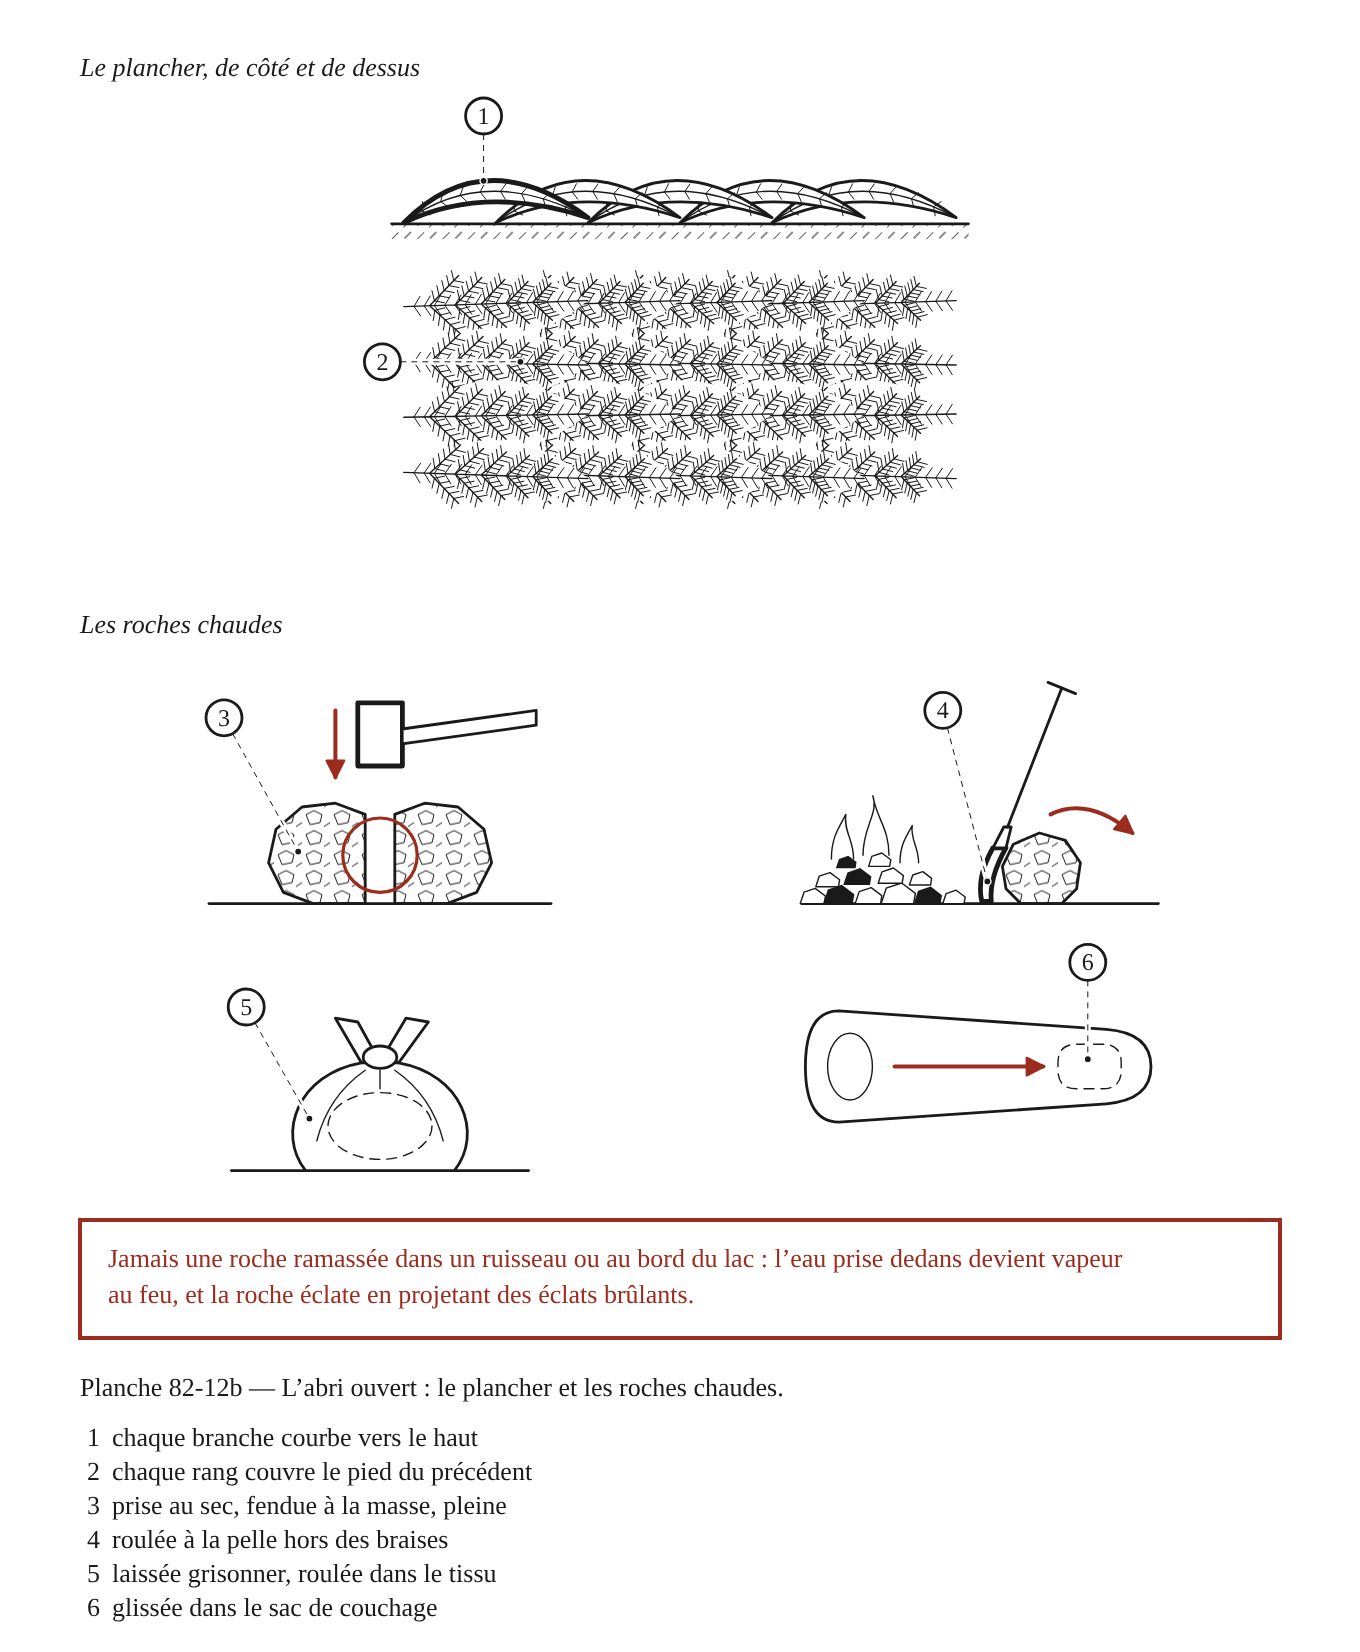 Le plancher, de côté et de dessus
1
2
Les roches chaudes
3
4
5
6
Jamais une roche ramassée dans un ruisseau ou au bord du lac : l’eau prise dedans devient vapeur
au feu, et la roche éclate en projetant des éclats brûlants.
Planche 82-12b — L’abri ouvert : le plancher et les roches chaudes.
1 chaque branche courbe vers le haut
2 chaque rang couvre le pied du précédent
3 prise au sec, fendue à la masse, pleine
4 roulée à la pelle hors des braises
5 laissée grisonner, roulée dans le tissu
6 glissée dans le sac de couchage